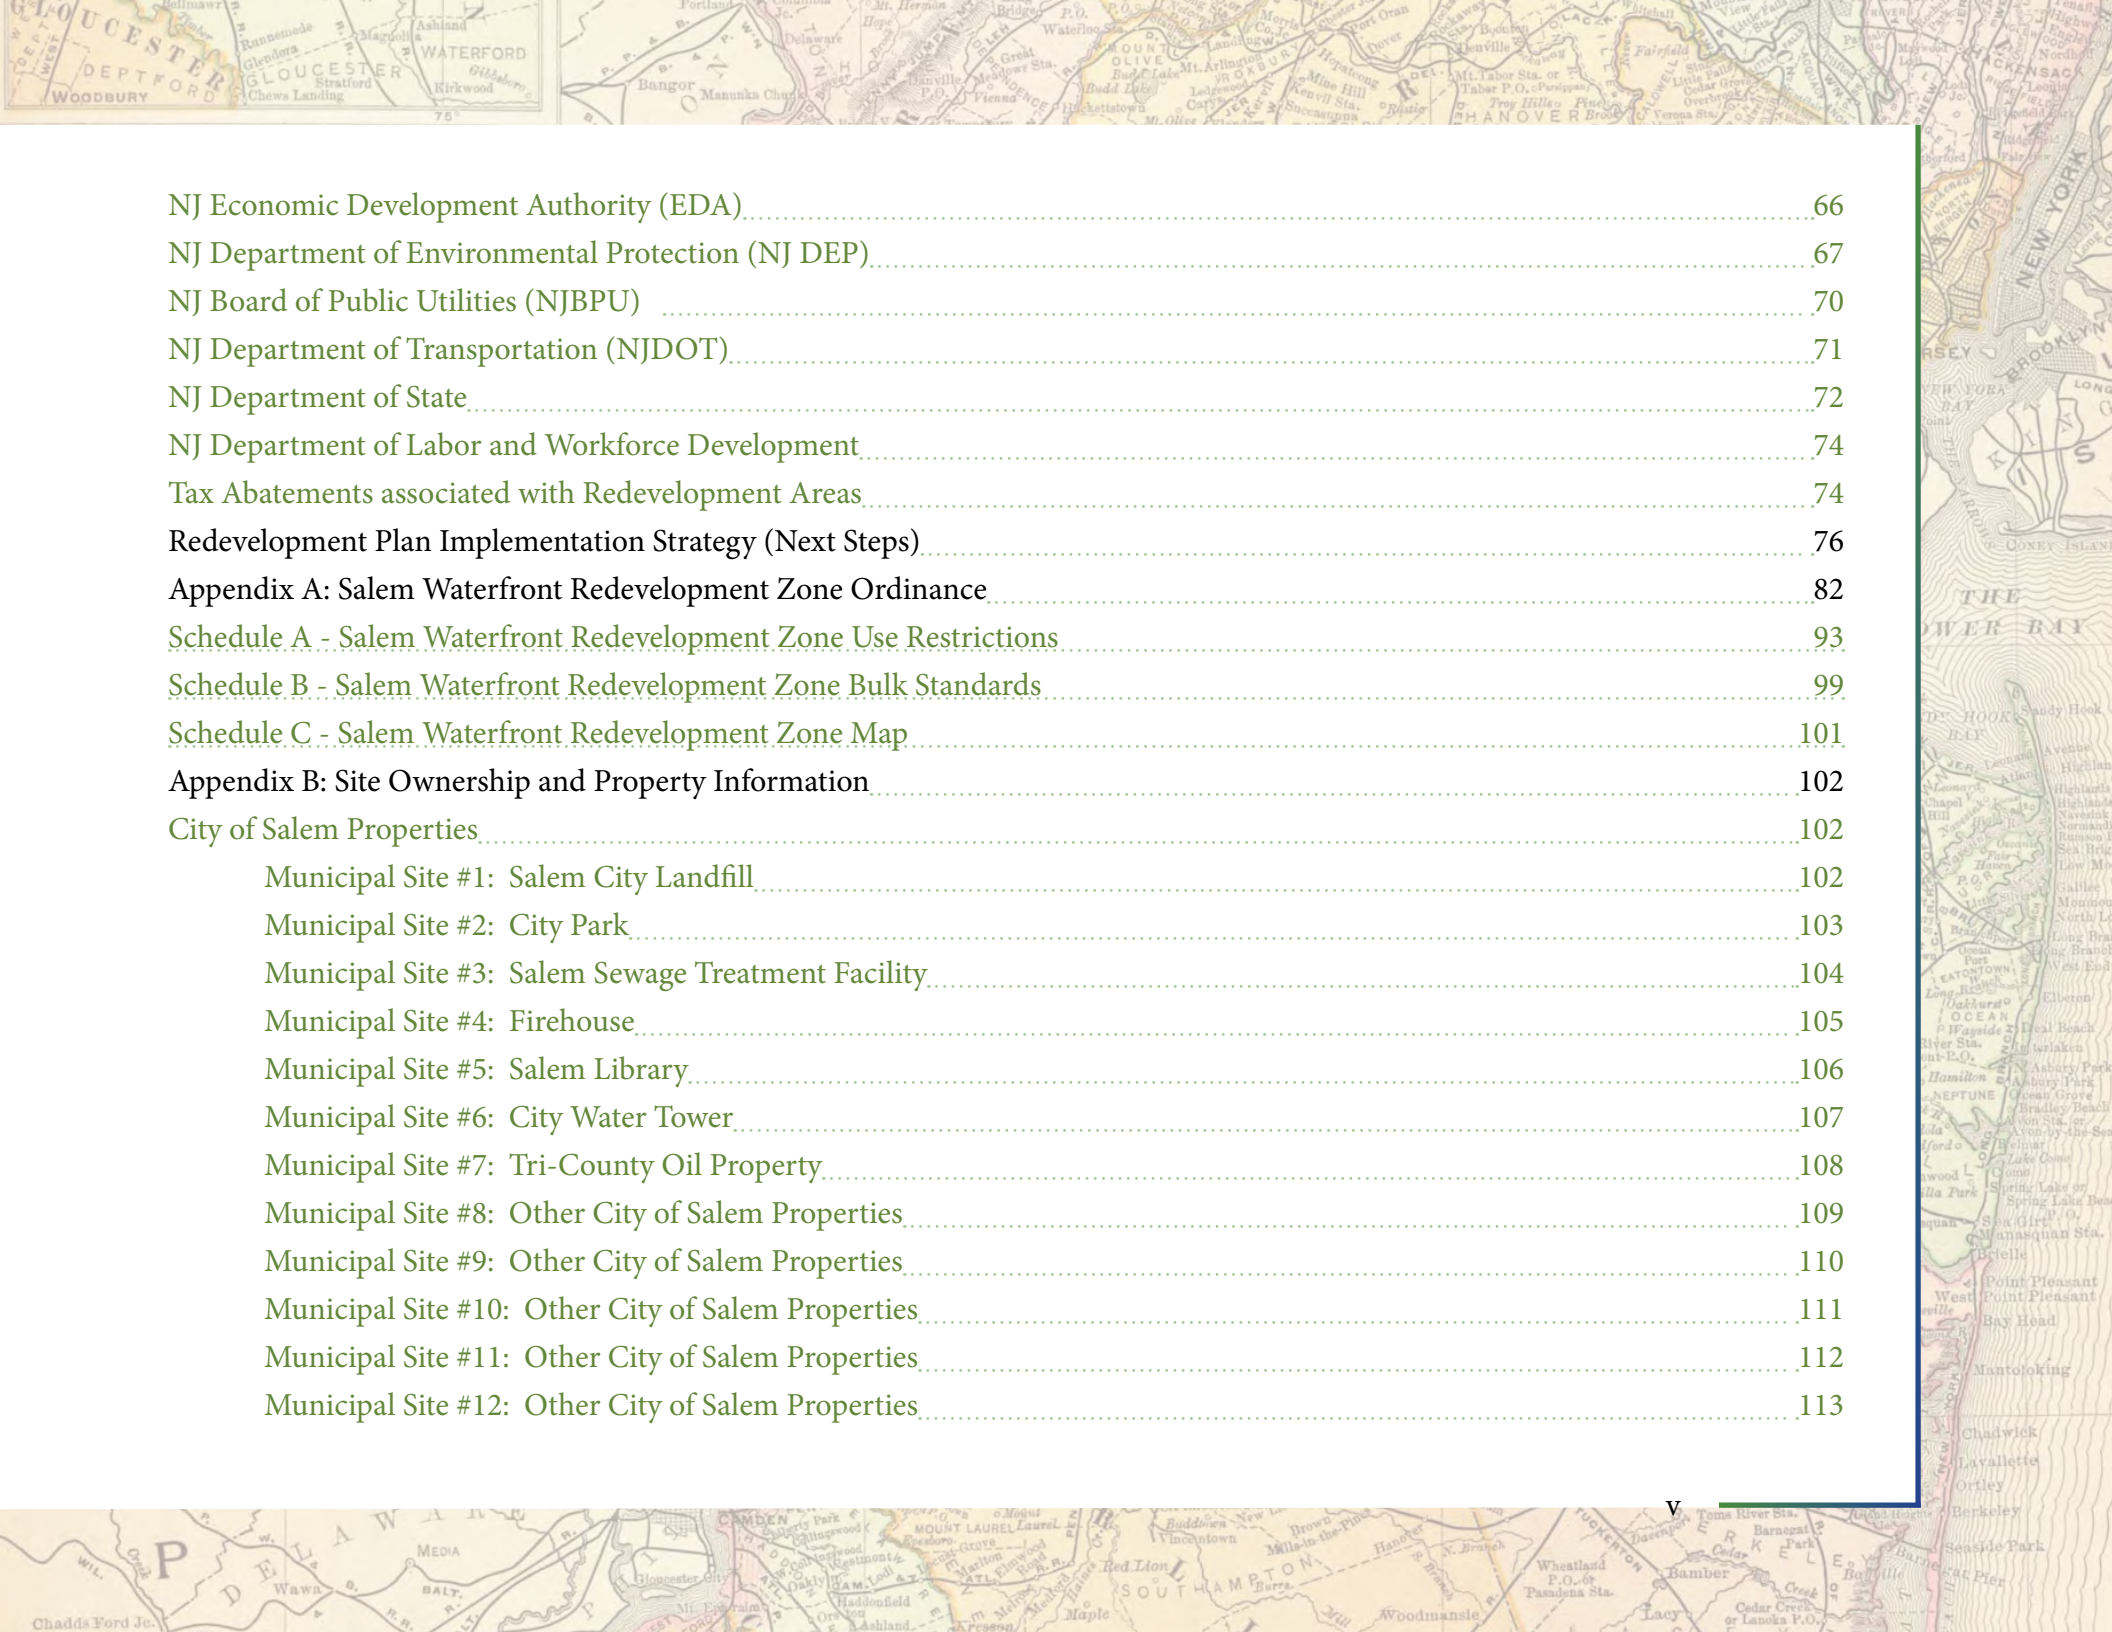 NJ Economic Development Authority (EDA) 66
NJ Department of Environmental Protection (NJ DEP) 67
NJ Board of Public Utilities (NJBPU) 70
NJ Department of Transportation (NJDOT) 71
NJ Department of State 72
NJ Department of Labor and Workforce Development 74
Tax Abatements associated with Redevelopment Areas 74
Redevelopment Plan Implementation Strategy (Next Steps) 76
Appendix A: Salem Waterfront Redevelopment Zone Ordinance 82
Schedule A - Salem Waterfront Redevelopment Zone Use Restrictions 93
Schedule B - Salem Waterfront Redevelopment Zone Bulk Standards 99
Schedule C - Salem Waterfront Redevelopment Zone Map 101
Appendix B: Site Ownership and Property Information 102
City of Salem Properties 102
Municipal Site #1: Salem City Landfill 102
Municipal Site #2: City Park 103
Municipal Site #3: Salem Sewage Treatment Facility 104
Municipal Site #4: Firehouse 105
Municipal Site #5: Salem Library 106
Municipal Site #6: City Water Tower 107
Municipal Site #7: Tri-County Oil Property 108
Municipal Site #8: Other City of Salem Properties 109
Municipal Site #9: Other City of Salem Properties 110
Municipal Site #10: Other City of Salem Properties 111
Municipal Site #11: Other City of Salem Properties 112
Municipal Site #12: Other City of Salem Properties 113
v